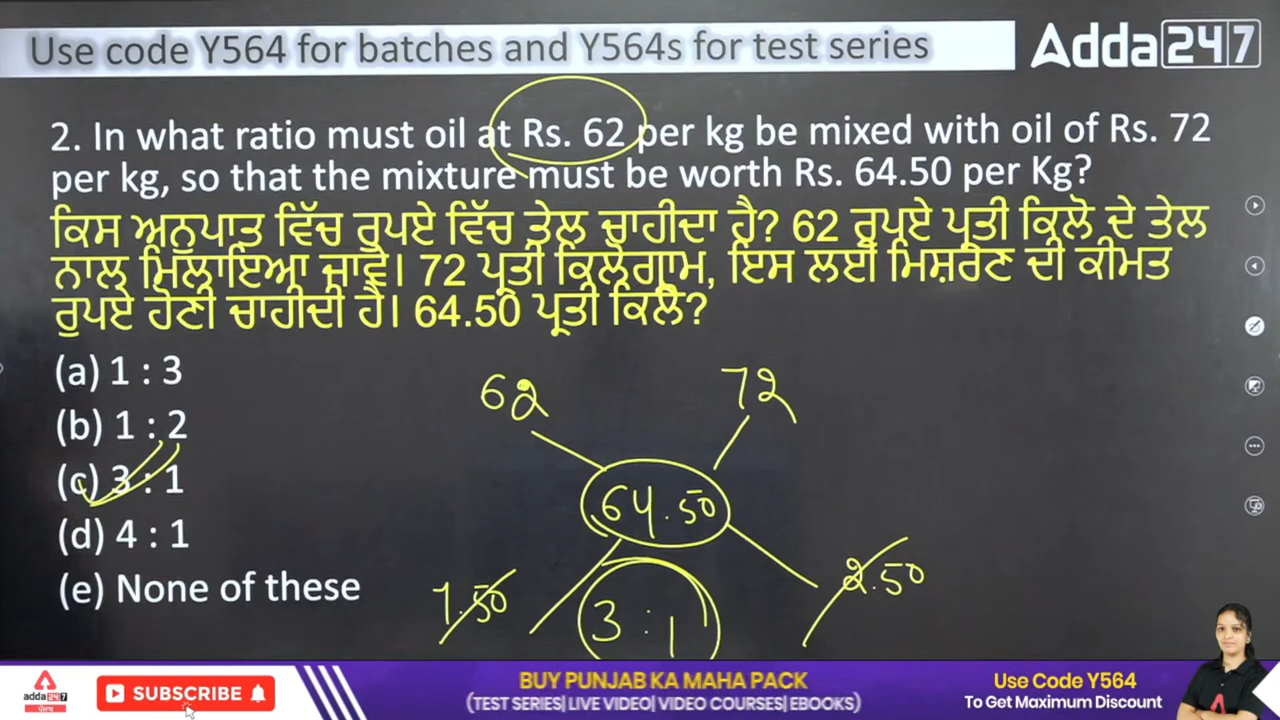 Use code Y564 for batches and Y564s for test series
Adda247
2. In what ratio must oil at Rs. 62 per kg be mixed with oil of Rs. 72
per kg, so that the mixture must be worth Rs. 64.50 per Kg?
ਕਿਸ ਅਨੁਪਾਤ ਵਿੱਚ ਰੁਪਏ ਵਿੱਚ ਤੇਲ ਚਾਹੀਦਾ ਹੈ? 62 ਰੁਪਏ ਪ੍ਰਤੀ ਕਿਲੋ ਦੇ ਤੇਲ
ਨਾਲ ਮਿਲਾਇਆ ਜਾਵੇ। 72 ਪ੍ਰਤੀ ਕਿਲੋਗ੍ਰਾਮ, ਇਸ ਲਈ ਮਿਸ਼ਰਣ ਦੀ ਕੀਮਤ
ਰੁਪਏ ਹੋਣੀ ਚਾਹੀਦੀ ਹੈ। 64.50 ਪ੍ਰਤੀ ਕਿਲੋ?
(a) 1 : 3
(b) 1 : 2
(c) 3 : 1
(d) 4 : 1
(e) None of these
62 72
64.50
7.50 2.50
3 : 1
adda247
ਪੰਜਾਬ
SUBSCRIBE
BUY PUNJAB KA MAHA PACK
(TEST SERIES| LIVE VIDEO| VIDEO COURSES| EBOOKS)
Use Code Y564
To Get Maximum Discount